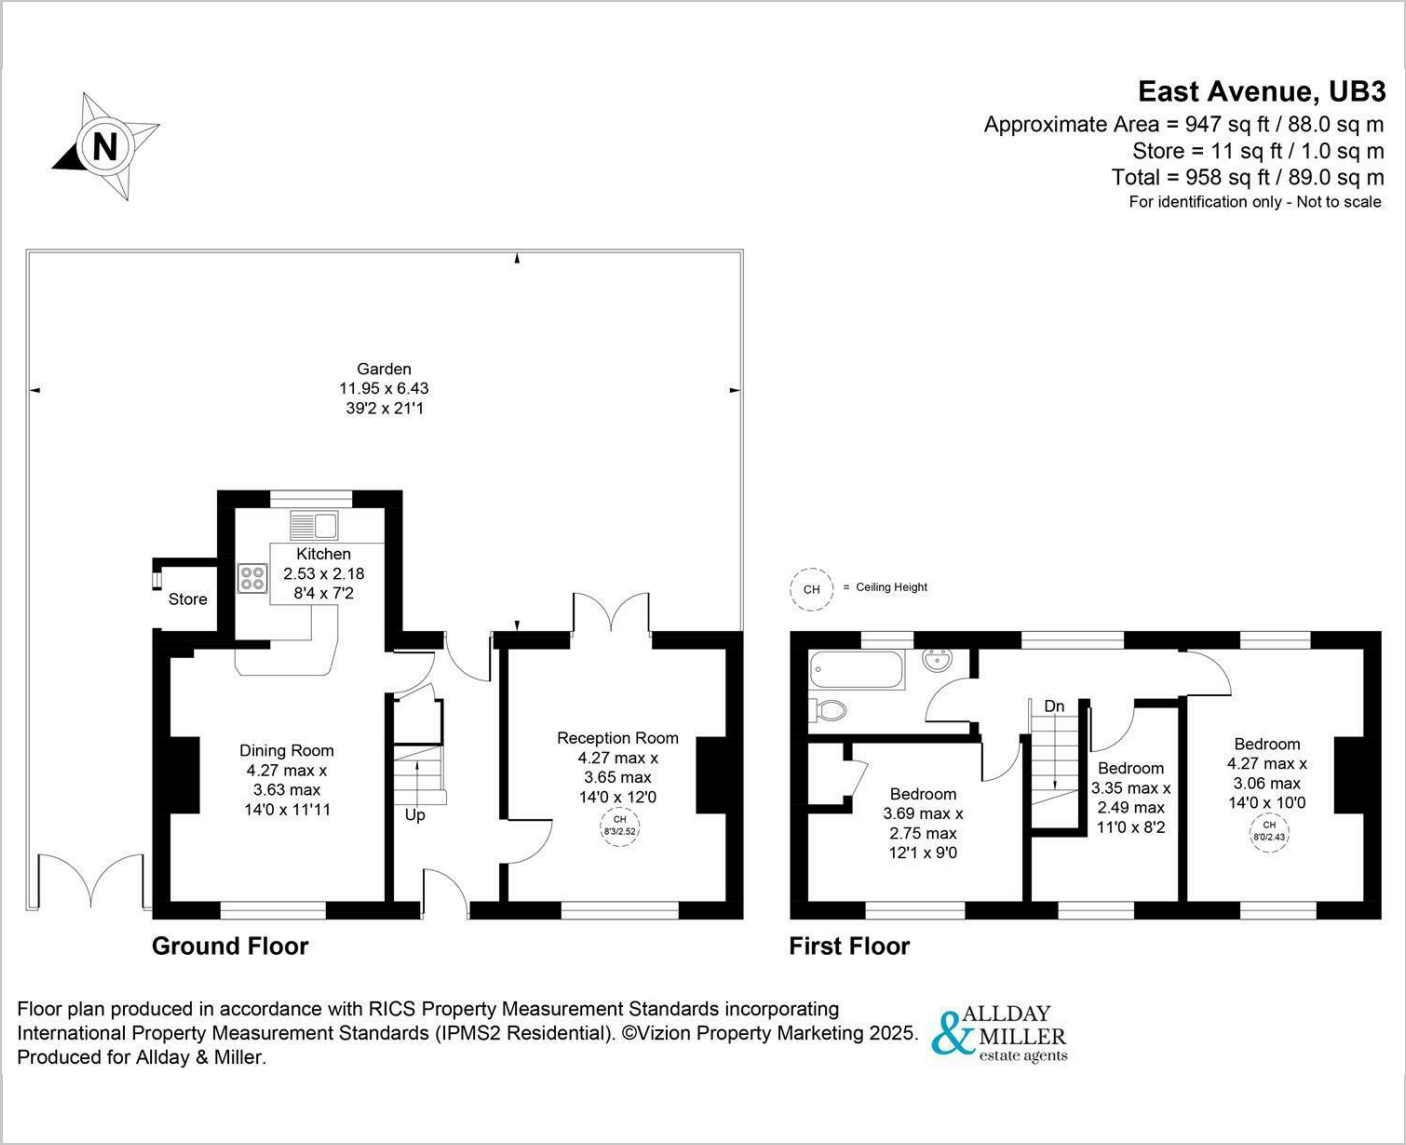 N
East Avenue, UB3
Approximate Area = 947 sq ft / 88.0 sq m
Store = 11 sq ft / 1.0 sq m
Total = 958 sq ft / 89.0 sq m
For identification only - Not to scale
Garden
11.95 x 6.43
39'2 x 21'1
Kitchen
2.53 x 2.18
8'4 x 7'2
Store
Dining Room
4.27 max x
3.63 max
14'0 x 11'11
Up
Reception Room
4.27 max x
3.65 max
14'0 x 12'0
CH
8'3/2.52
Ground Floor
CH
= Ceiling Height
Dn
Bedroom
3.69 max x
2.75 max
12'1 x 9'0
Bedroom
3.35 max x
2.49 max
11'0 x 8'2
Bedroom
4.27 max x
3.06 max
14'0 x 10'0
CH
8'0/2.43
First Floor
Floor plan produced in accordance with RICS Property Measurement Standards incorporating
International Property Measurement Standards (IPMS2 Residential). ©Vizion Property Marketing 2025.
Produced for Allday & Miller.
ALLDAY
& MILLER
estate agents